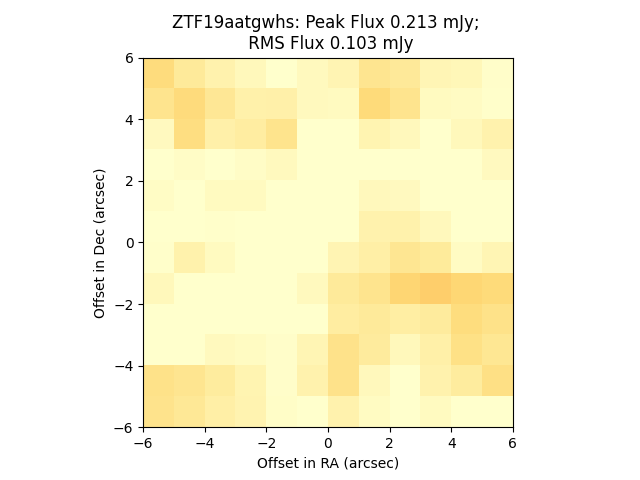 ZTF19aatgwhs: Peak Flux 0.213 mJy;
RMS Flux 0.103 mJy
6
4
2
0
−2
−4
−6
Offset in Dec (arcsec)
−6 −4 −2 0 2 4 6
Offset in RA (arcsec)